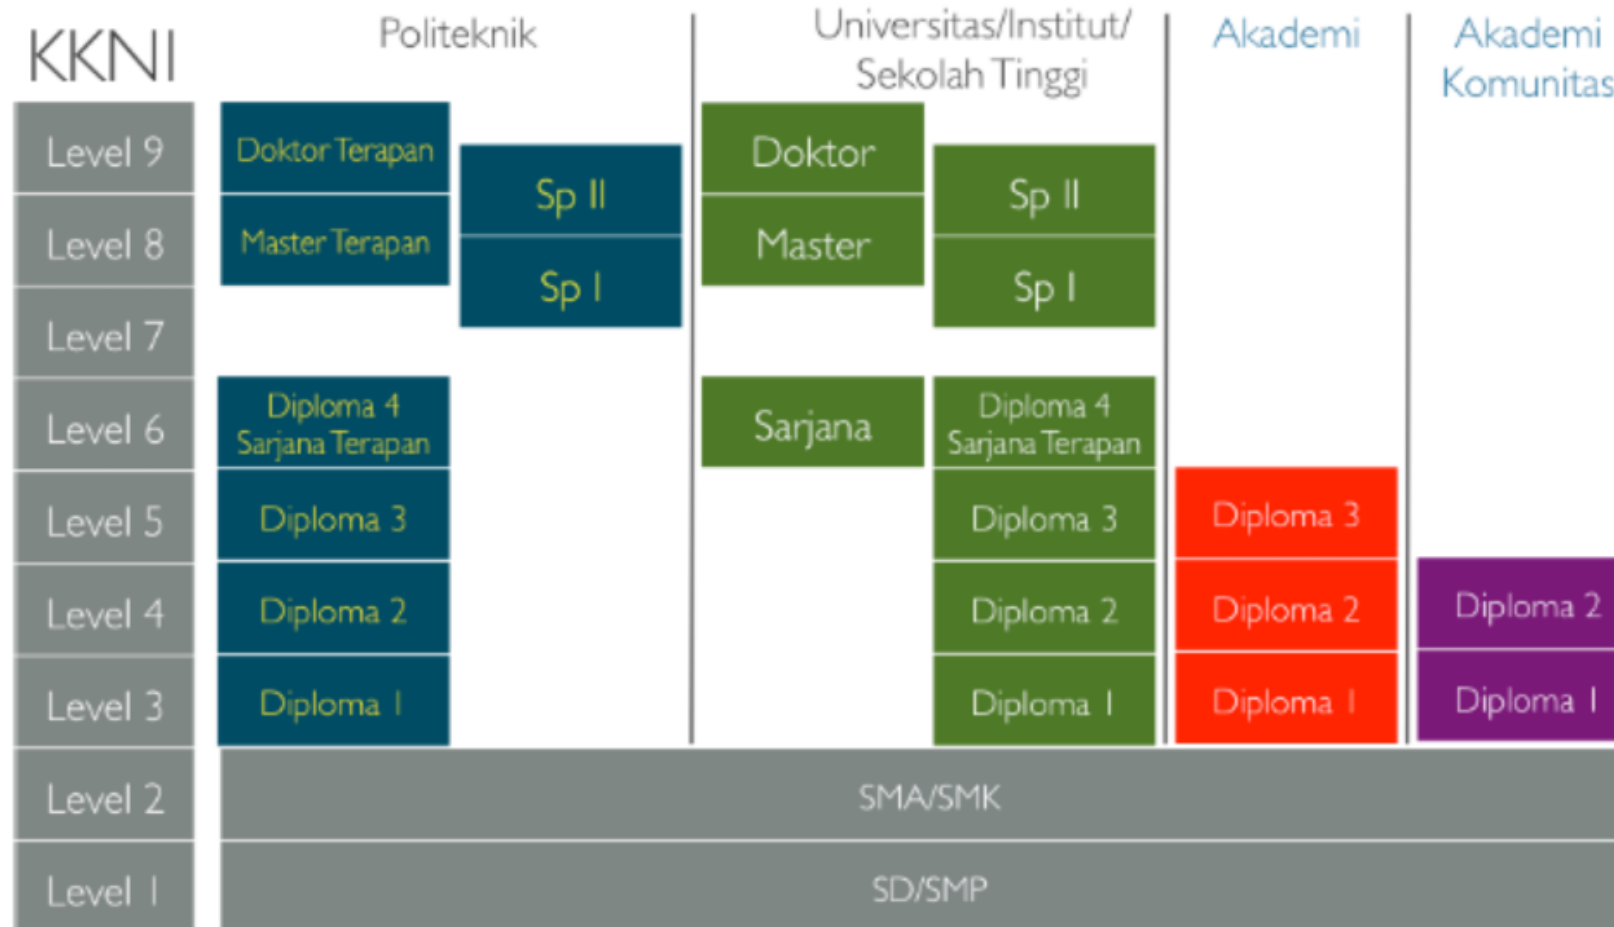 KKNI
Politeknik
Universitas/Institut/
Sekolah Tinggi
Akademi
Akademi
Komunitas
Level 9
Doktor Terapan
Sp II
Doktor
Sp II
Level 8
Master Terapan
Sp I
Master
Sp I
Level 7
Level 6
Diploma 4
Sarjana Terapan
Sarjana
Diploma 4
Sarjana Terapan
Level 5
Diploma 3
Diploma 3
Diploma 3
Level 4
Diploma 2
Diploma 2
Diploma 2
Diploma 2
Level 3
Diploma 1
Diploma 1
Diploma 1
Diploma 1
Level 2
SMA/SMK
Level 1
SD/SMP